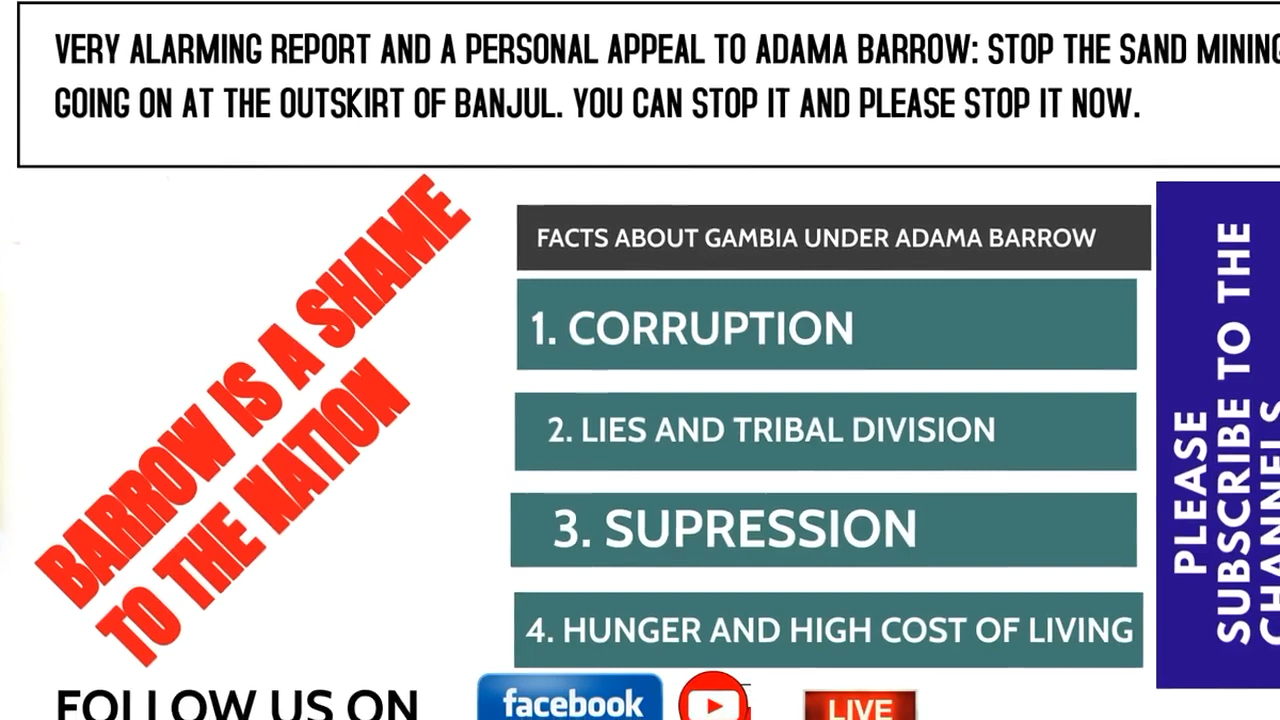 VERY ALARMING REPORT AND A PERSONAL APPEAL TO ADAMA BARROW: STOP THE SAND MINING
GOING ON AT THE OUTSKIRT OF BANJUL. YOU CAN STOP IT AND PLEASE STOP IT NOW.
BARROW IS A SHAME
TO THE NATION
FACTS ABOUT GAMBIA UNDER ADAMA BARROW
1. CORRUPTION
2. LIES AND TRIBAL DIVISION
3. SUPRESSION
4. HUNGER AND HIGH COST OF LIVING
PLEASE
SUBSCRIBE TO THE
CHANNELS
FOLLOW US ON
facebook
LIVE